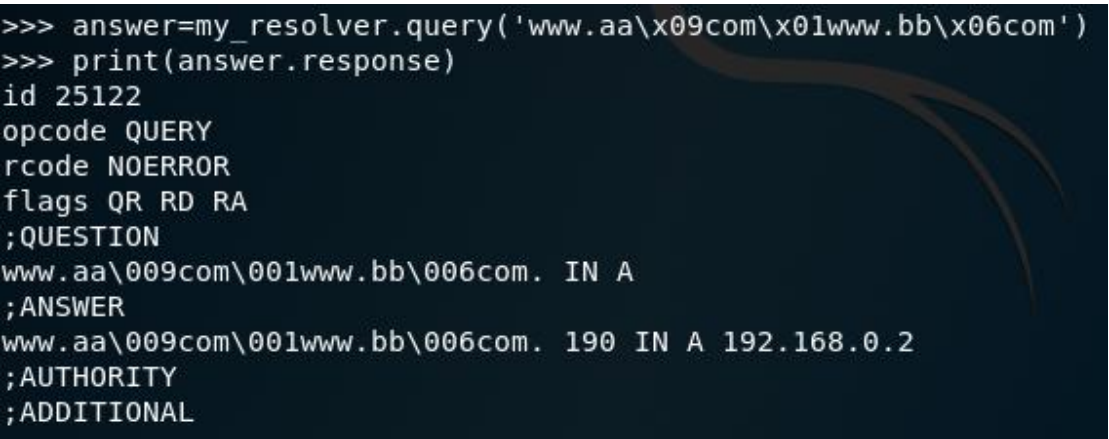 >>> answer=my_resolver.query('www.aa\x09com\x01www.bb\x06com')
>>> print(answer.response)
id 25122
opcode QUERY
rcode NOERROR
flags QR RD RA
;QUESTION
www.aa\009com\001www.bb\006com. IN A
;ANSWER
www.aa\009com\001www.bb\006com. 190 IN A 192.168.0.2
;AUTHORITY
;ADDITIONAL